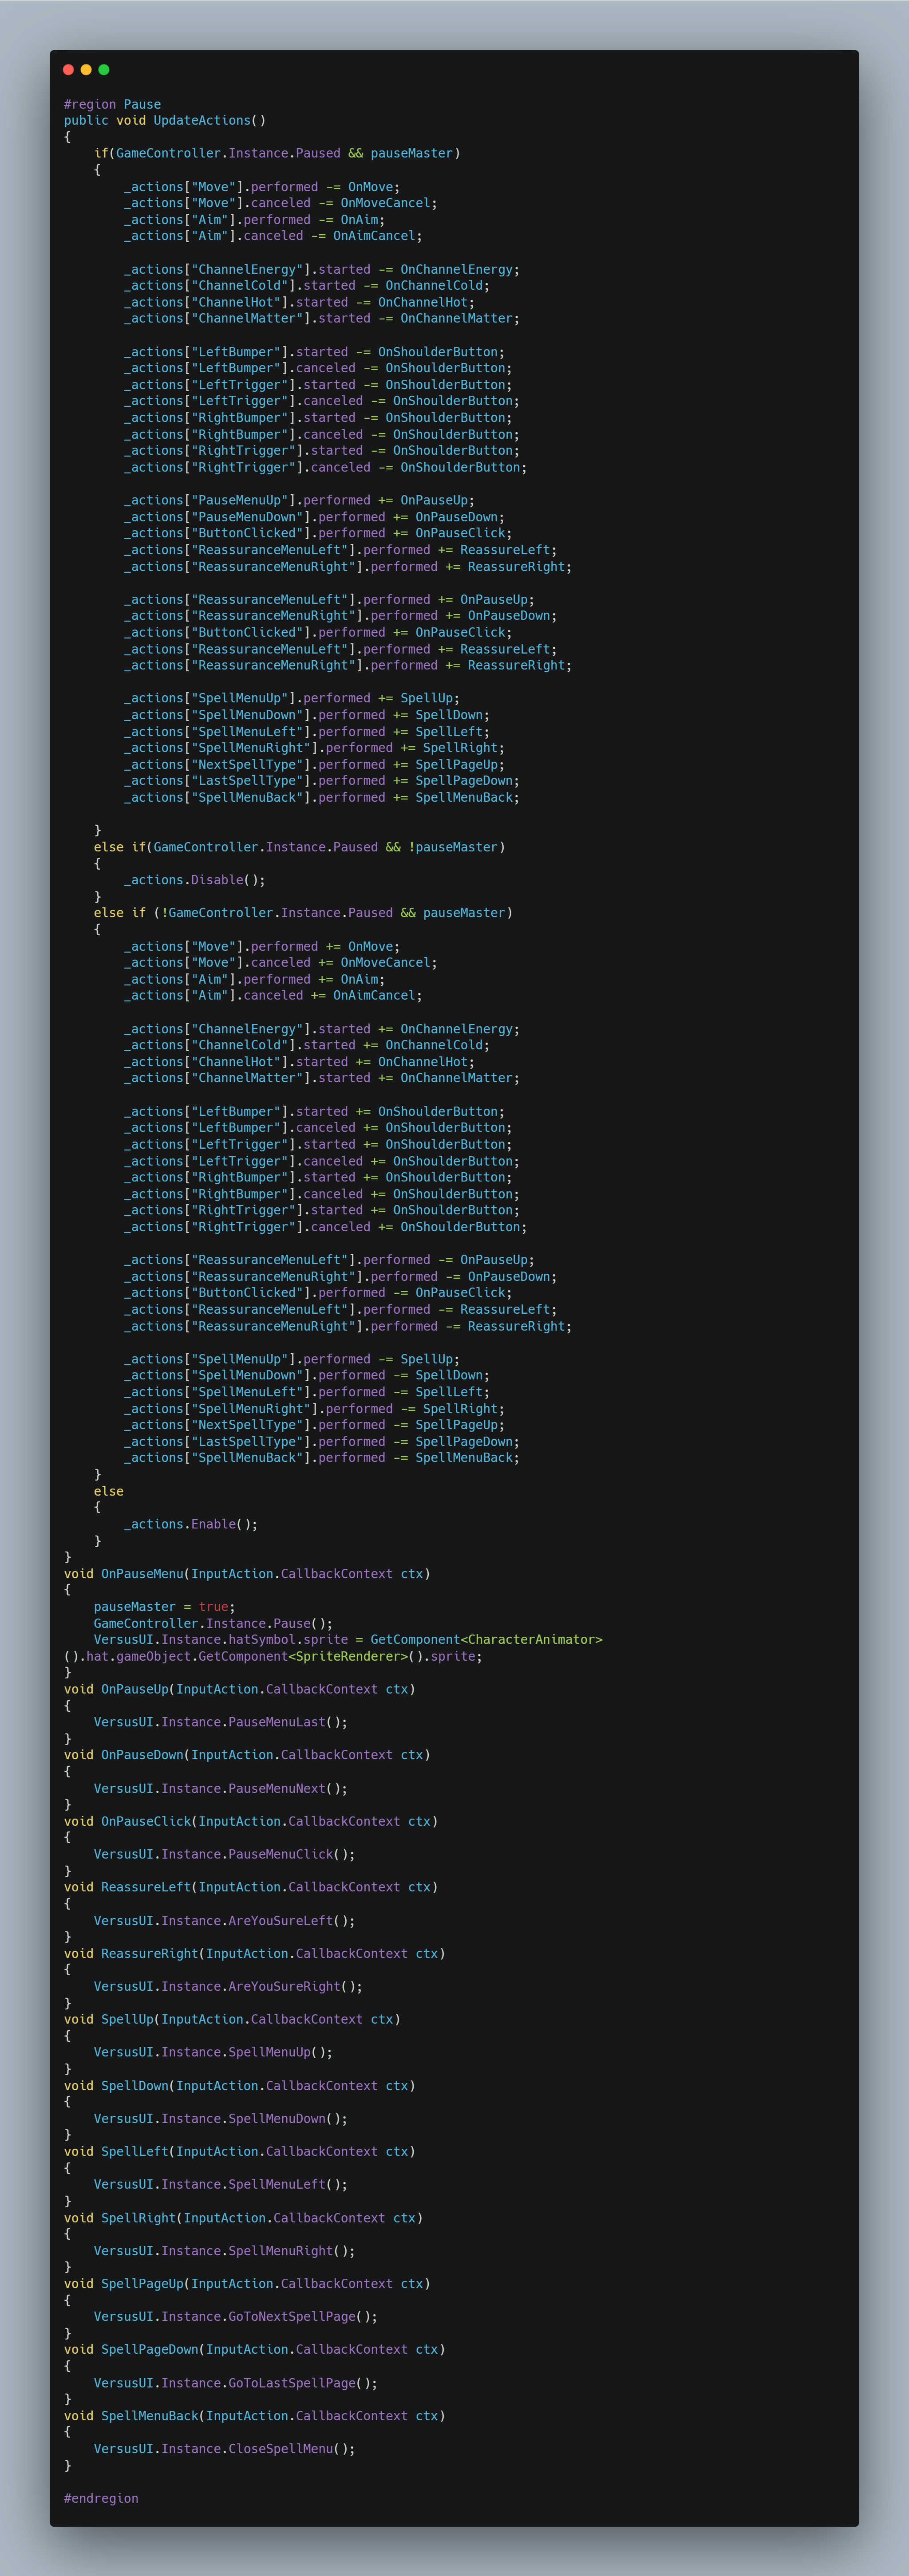 #region Pause
public void UpdateActions()
{
    if(GameController.Instance.Paused && pauseMaster)
    {
        _actions["Move"].performed -= OnMove;
        _actions["Move"].canceled -= OnMoveCancel;
        _actions["Aim"].performed -= OnAim;
        _actions["Aim"].canceled -= OnAimCancel;

        _actions["ChannelEnergy"].started -= OnChannelEnergy;
        _actions["ChannelCold"].started -= OnChannelCold;
        _actions["ChannelHot"].started -= OnChannelHot;
        _actions["ChannelMatter"].started -= OnChannelMatter;

        _actions["LeftBumper"].started -= OnShoulderButton;
        _actions["LeftBumper"].canceled -= OnShoulderButton;
        _actions["LeftTrigger"].started -= OnShoulderButton;
        _actions["LeftTrigger"].canceled -= OnShoulderButton;
        _actions["RightBumper"].started -= OnShoulderButton;
        _actions["RightBumper"].canceled -= OnShoulderButton;
        _actions["RightTrigger"].started -= OnShoulderButton;
        _actions["RightTrigger"].canceled -= OnShoulderButton;

        _actions["PauseMenuUp"].performed += OnPauseUp;
        _actions["PauseMenuDown"].performed += OnPauseDown;
        _actions["ButtonClicked"].performed += OnPauseClick;
        _actions["ReassuranceMenuLeft"].performed += ReassureLeft;
        _actions["ReassuranceMenuRight"].performed += ReassureRight;

        _actions["ReassuranceMenuLeft"].performed += OnPauseUp;
        _actions["ReassuranceMenuRight"].performed += OnPauseDown;
        _actions["ButtonClicked"].performed += OnPauseClick;
        _actions["ReassuranceMenuLeft"].performed += ReassureLeft;
        _actions["ReassuranceMenuRight"].performed += ReassureRight;

        _actions["SpellMenuUp"].performed += SpellUp;
        _actions["SpellMenuDown"].performed += SpellDown;
        _actions["SpellMenuLeft"].performed += SpellLeft;
        _actions["SpellMenuRight"].performed += SpellRight;
        _actions["NextSpellType"].performed += SpellPageUp;
        _actions["LastSpellType"].performed += SpellPageDown;
        _actions["SpellMenuBack"].performed += SpellMenuBack;

    }
    else if(GameController.Instance.Paused && !pauseMaster)
    {
        _actions.Disable();
    }
    else if (!GameController.Instance.Paused && pauseMaster)
    {
        _actions["Move"].performed += OnMove;
        _actions["Move"].canceled += OnMoveCancel;
        _actions["Aim"].performed += OnAim;
        _actions["Aim"].canceled += OnAimCancel;

        _actions["ChannelEnergy"].started += OnChannelEnergy;
        _actions["ChannelCold"].started += OnChannelCold;
        _actions["ChannelHot"].started += OnChannelHot;
        _actions["ChannelMatter"].started += OnChannelMatter;

        _actions["LeftBumper"].started += OnShoulderButton;
        _actions["LeftBumper"].canceled += OnShoulderButton;
        _actions["LeftTrigger"].started += OnShoulderButton;
        _actions["LeftTrigger"].canceled += OnShoulderButton;
        _actions["RightBumper"].started += OnShoulderButton;
        _actions["RightBumper"].canceled += OnShoulderButton;
        _actions["RightTrigger"].started += OnShoulderButton;
        _actions["RightTrigger"].canceled += OnShoulderButton;

        _actions["ReassuranceMenuLeft"].performed -= OnPauseUp;
        _actions["ReassuranceMenuRight"].performed -= OnPauseDown;
        _actions["ButtonClicked"].performed -= OnPauseClick;
        _actions["ReassuranceMenuLeft"].performed -= ReassureLeft;
        _actions["ReassuranceMenuRight"].performed -= ReassureRight;

        _actions["SpellMenuUp"].performed -= SpellUp;
        _actions["SpellMenuDown"].performed -= SpellDown;
        _actions["SpellMenuLeft"].performed -= SpellLeft;
        _actions["SpellMenuRight"].performed -= SpellRight;
        _actions["NextSpellType"].performed -= SpellPageUp;
        _actions["LastSpellType"].performed -= SpellPageDown;
        _actions["SpellMenuBack"].performed -= SpellMenuBack;
    }
    else
    {
        _actions.Enable();
    }
}
void OnPauseMenu(InputAction.CallbackContext ctx)
{
    pauseMaster = true;
    GameController.Instance.Pause();
    VersusUI.Instance.hatSymbol.sprite = GetComponent<CharacterAnimator>
().hat.gameObject.GetComponent<SpriteRenderer>().sprite;
}
void OnPauseUp(InputAction.CallbackContext ctx)
{
    VersusUI.Instance.PauseMenuLast();
}
void OnPauseDown(InputAction.CallbackContext ctx)
{
    VersusUI.Instance.PauseMenuNext();
}
void OnPauseClick(InputAction.CallbackContext ctx)
{
    VersusUI.Instance.PauseMenuClick();
}
void ReassureLeft(InputAction.CallbackContext ctx)
{
    VersusUI.Instance.AreYouSureLeft();
}
void ReassureRight(InputAction.CallbackContext ctx)
{
    VersusUI.Instance.AreYouSureRight();
}
void SpellUp(InputAction.CallbackContext ctx)
{
    VersusUI.Instance.SpellMenuUp();
}
void SpellDown(InputAction.CallbackContext ctx)
{
    VersusUI.Instance.SpellMenuDown();
}
void SpellLeft(InputAction.CallbackContext ctx)
{
    VersusUI.Instance.SpellMenuLeft();
}
void SpellRight(InputAction.CallbackContext ctx)
{
    VersusUI.Instance.SpellMenuRight();
}
void SpellPageUp(InputAction.CallbackContext ctx)
{
    VersusUI.Instance.GoToNextSpellPage();
}
void SpellPageDown(InputAction.CallbackContext ctx)
{
    VersusUI.Instance.GoToLastSpellPage();
}
void SpellMenuBack(InputAction.CallbackContext ctx)
{
    VersusUI.Instance.CloseSpellMenu();
}

#endregion